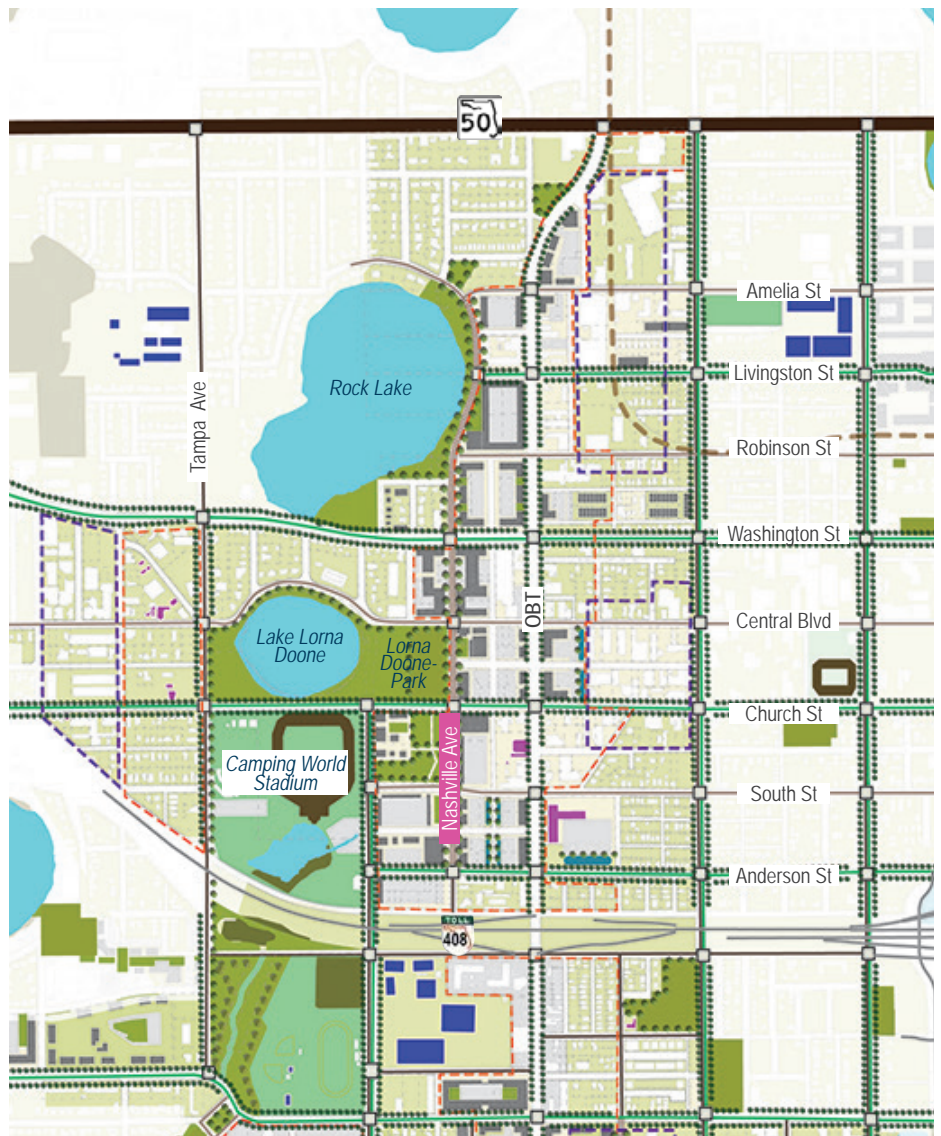 50
Amelia St
Livingston St
Rock Lake
Tampa Ave
Robinson St
Washington St
OBT
Central Blvd
Lake Lorna
Doone
Lorna
Doone-
Park
Church St
Nashville Ave
Camping World
Stadium
South St
Anderson St
TOLL
408